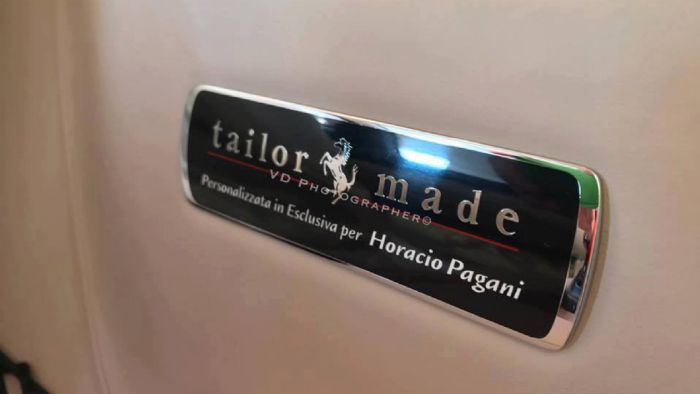 tailor made
VD PHOTOGRAPHER©
Personalizzata in Esclusiva per Horacio Pagani